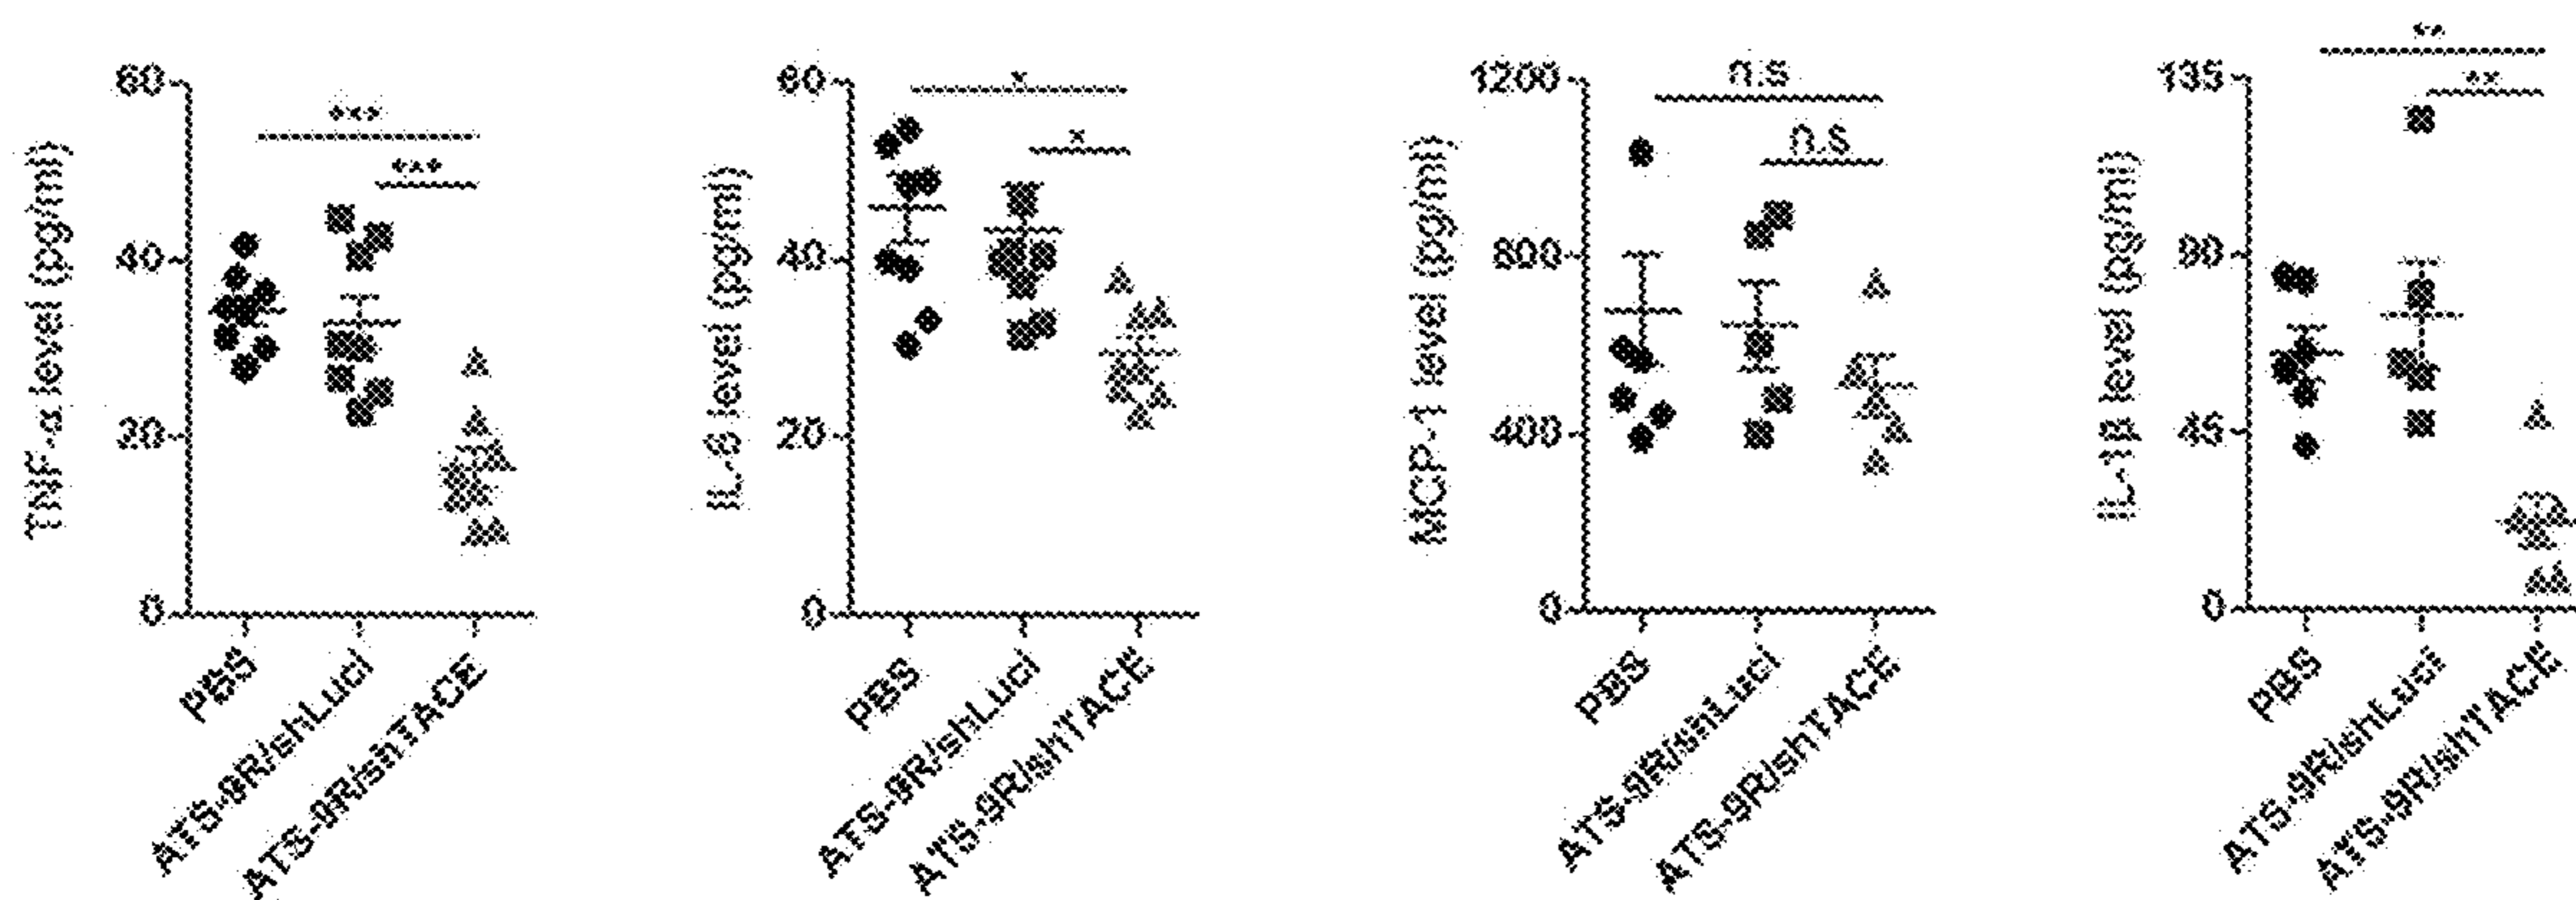 TNF-α level (pg/ml)
60
40
20
0
***
***
PBS
ATS-9R/shLuci
ATS-9R/shTACE
IL-6 level (pg/ml)
60
40
20
0
*
*
PBS
ATS-9R/shLuci
ATS-9R/shTACE
MCP-1 level (pg/ml)
1200
800
400
0
n.s
n.s
PBS
ATS-9R/shLuci
ATS-9R/shTACE
IL-1β level (pg/ml)
135
90
45
0
**
**
PBS
ATS-9R/shLuci
ATS-9R/shTACE